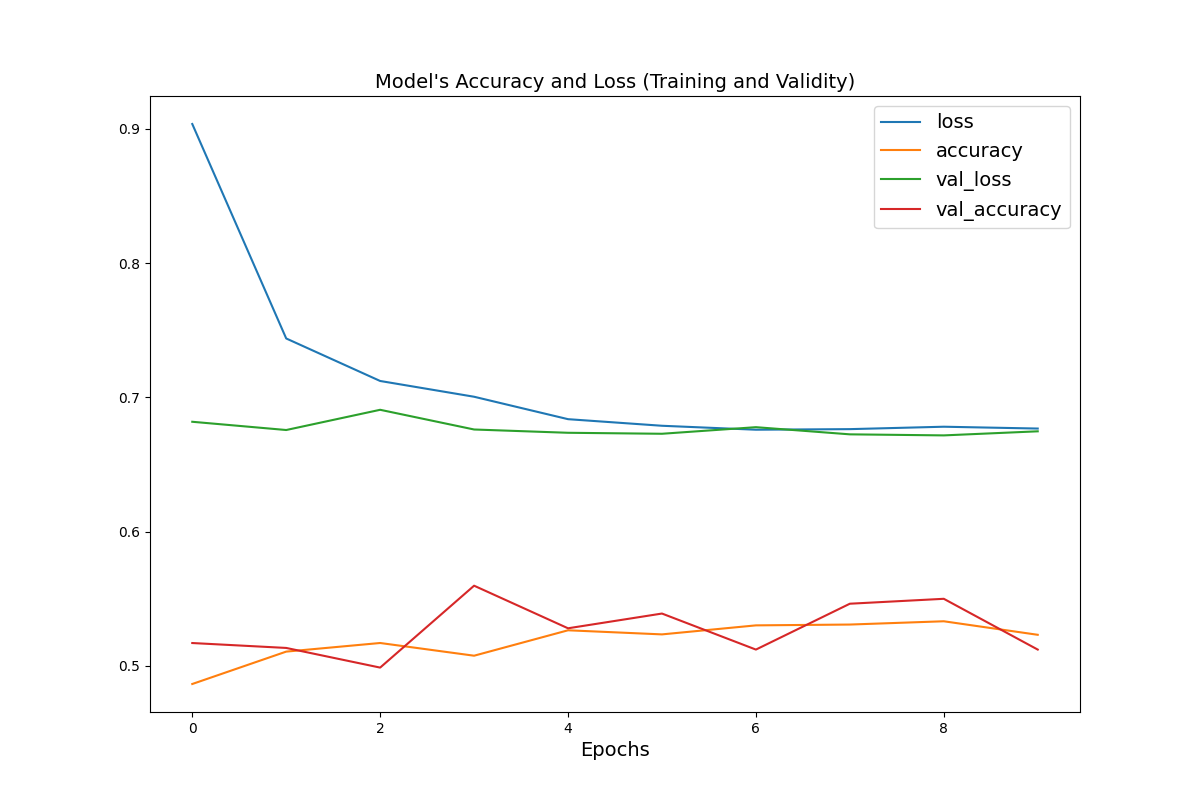 Model's Accuracy and Loss (Training and Validity)
loss
accuracy
val_loss
val_accuracy
0.9
0.8
0.7
0.6
0.5
0 2 4 6 8
Epochs